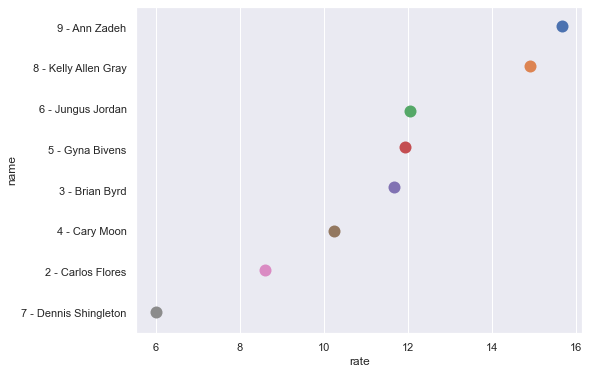 9 - Ann Zadeh
8 - Kelly Allen Gray
6 - Jungus Jordan
5 - Gyna Bivens
3 - Brian Byrd
4 - Cary Moon
2 - Carlos Flores
7 - Dennis Shingleton
name
6 8 10 12 14 16
rate